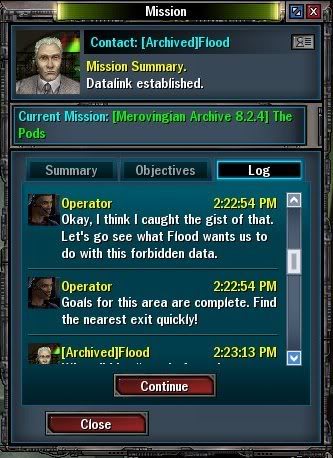 Mission
Contact: [Archived]Flood
Mission Summary.
Datalink established.
Current Mission: [Merovingian Archive 8.2.4] The
Pods
Summary
Objectives
Log
Operator 2:22:54 PM
Okay, I think I caught the gist of that.
Let's go see what Flood wants us to
do with this forbidden data.
Operator 2:22:54 PM
Goals for this area are complete. Find
the nearest exit quickly!
[Archived]Flood 2:23:13 PM
Continue
Close